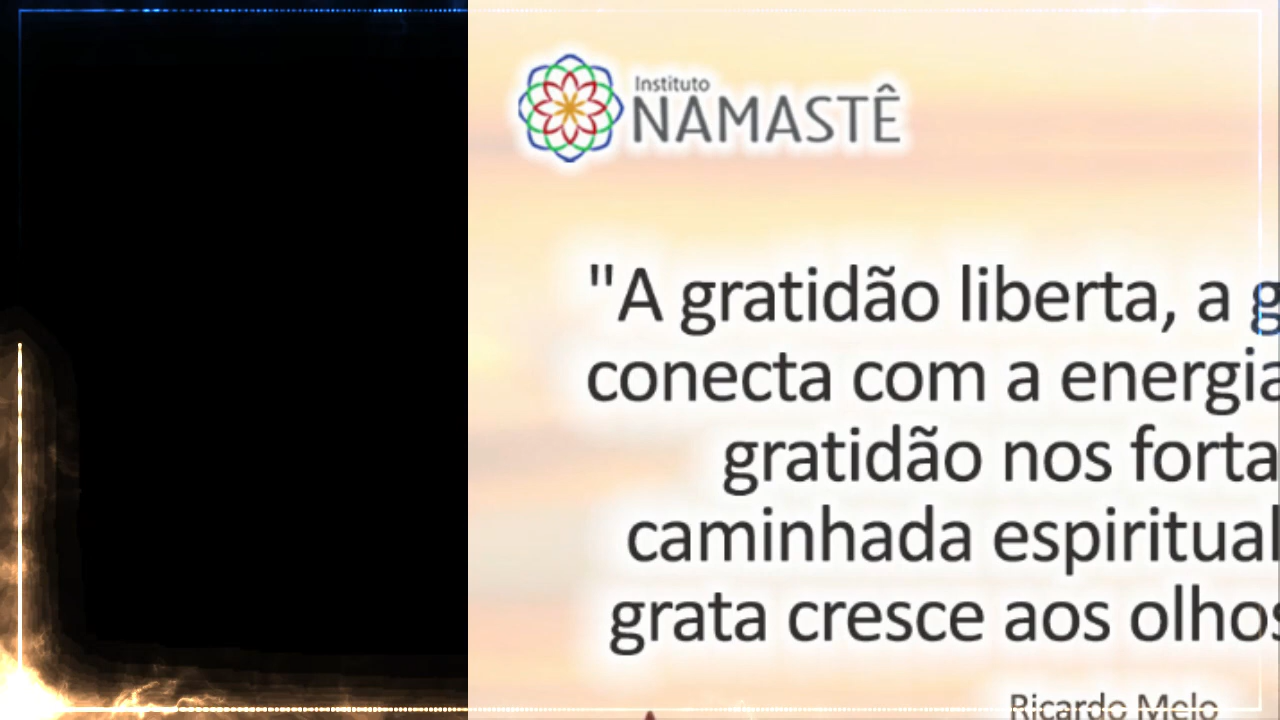 Instituto
NAMASTÊ
"A gratidão liberta, a g
conecta com a energia
gratidão nos forta
caminhada espiritual
grata cresce aos olhos
Ricardo Melo